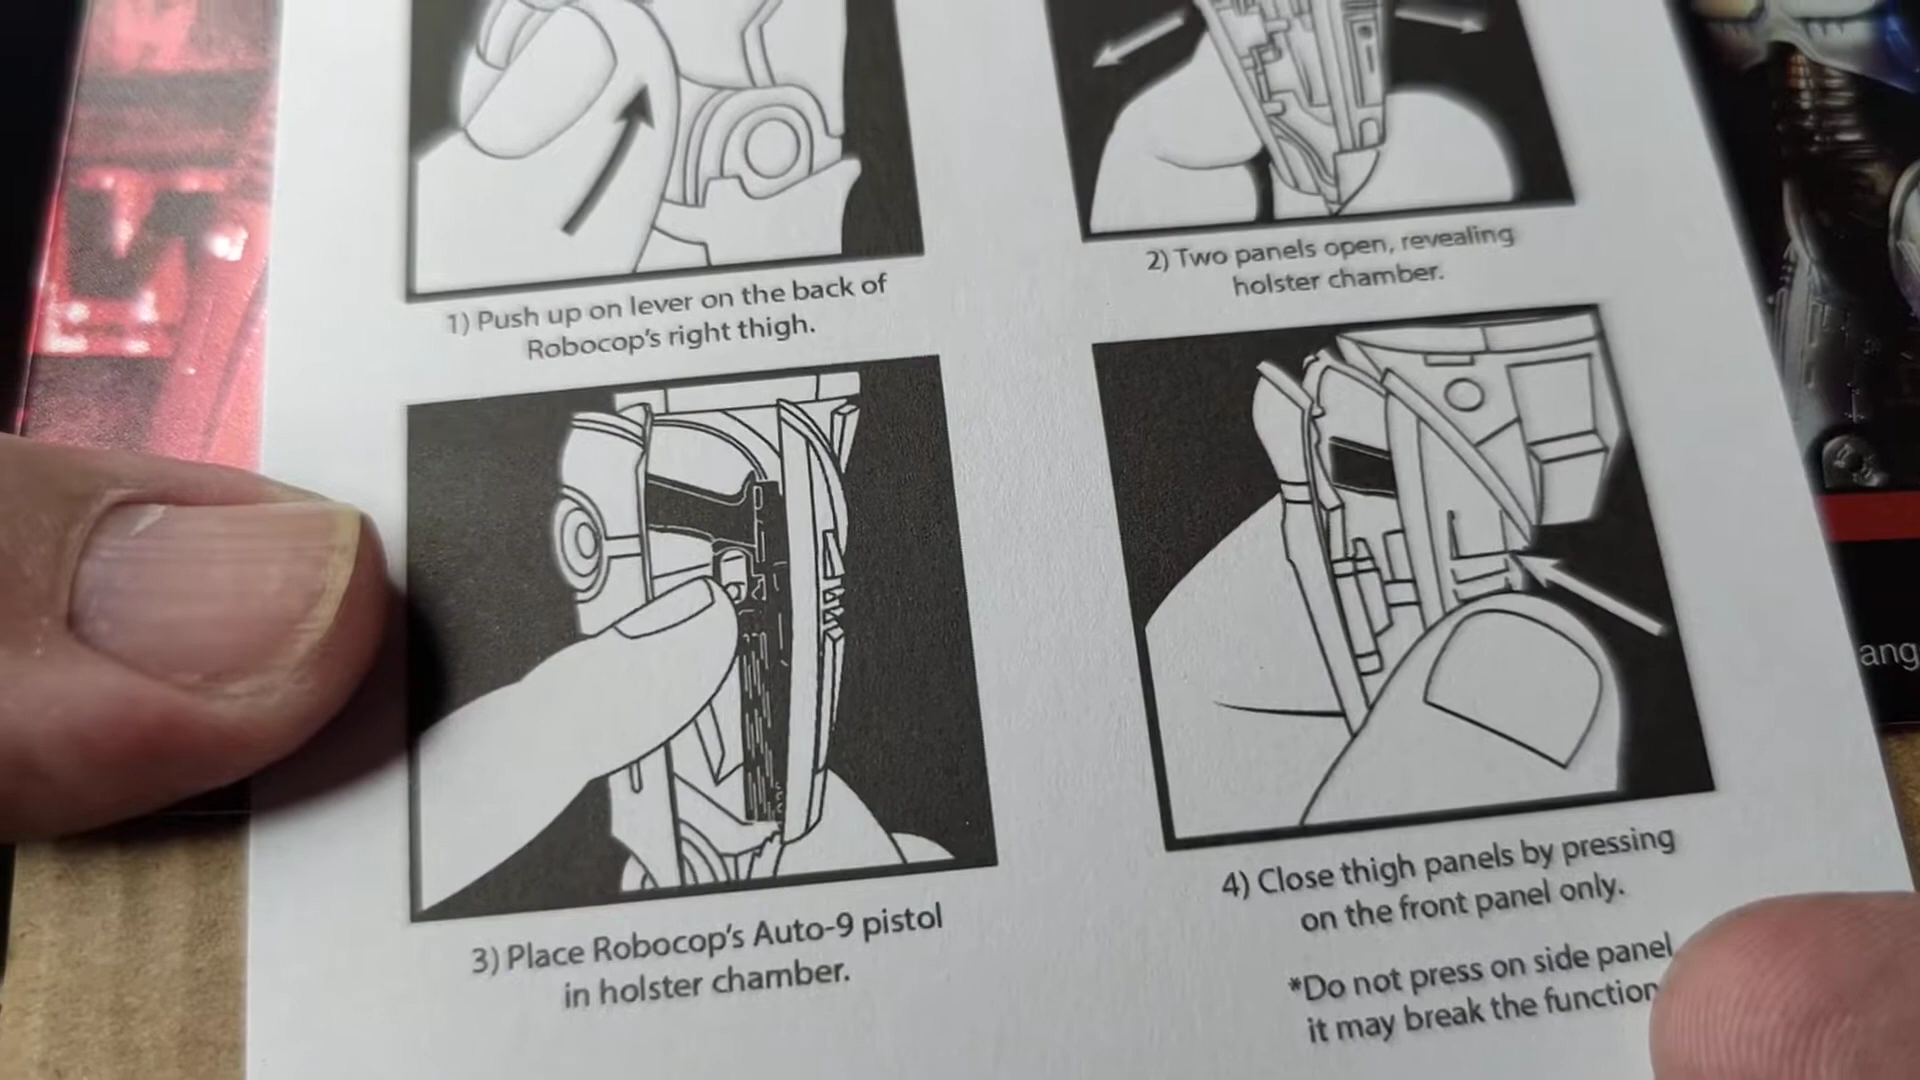 1) Push up on lever on the back of
Robocop's right thigh.
2) Two panels open, revealing
holster chamber.
3) Place Robocop's Auto-9 pistol
in holster chamber.
4) Close thigh panels by pressing
on the front panel only.
*Do not press on side panel
it may break the function
ang